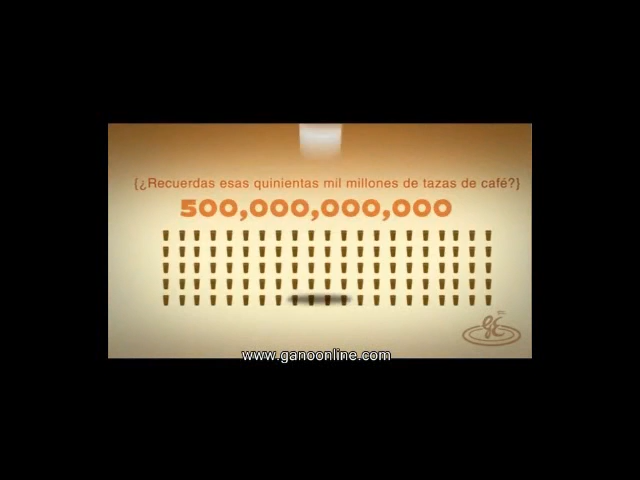 {¿Recuerdas esas quinientas mil millones de tazas de café?}
500,000,000,000
www.ganoonline.com